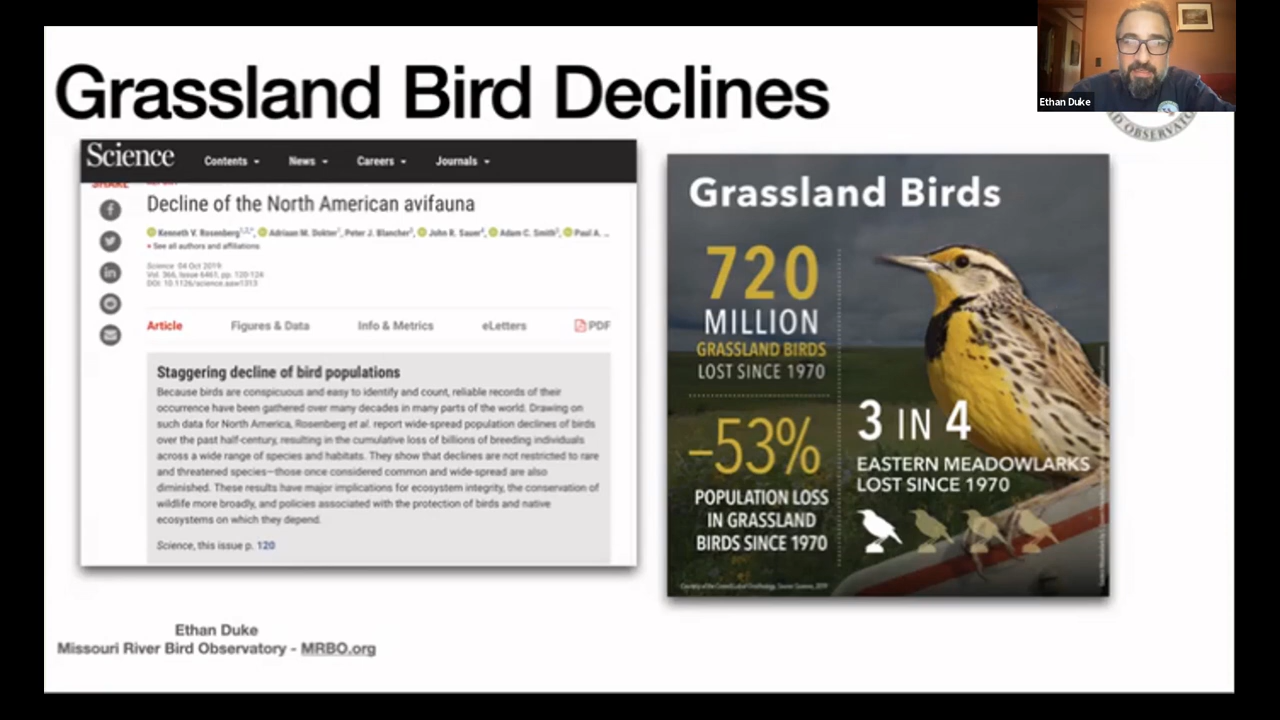 Grassland Bird Declines
Ethan Duke
OBSERVATO
Science
Contents
News
Careers
Journals
SHARE
Decline of the North American avifauna
Kenneth V. Rosenberg1,2,*, Adriaan M. Dokter1, Peter J. Blancher3, John R. Sauer4, Adam C. Smith5, Paul A. ...
+ See all authors and affiliations
Science 04 Oct 2019:
Vol. 366, Issue 6461, pp. 120-124
DOI: 10.1126/science.aaw1313
Article
Figures & Data
Info & Metrics
eLetters
PDF
Staggering decline of bird populations
Because birds are conspicuous and easy to identify and count, reliable records of their
occurrence have been gathered over many decades in many parts of the world. Drawing on
such data for North America, Rosenberg et al. report wide-spread population declines of birds
over the past half-century, resulting in the cumulative loss of billions of breeding individuals
across a wide range of species and habitats. They show that declines are not restricted to rare
and threatened species—those once considered common and wide-spread are also
diminished. These results have major implications for ecosystem integrity, the conservation of
wildlife more broadly, and policies associated with the protection of birds and native
ecosystems on which they depend.
Science, this issue p. 120
Grassland Birds
720
MILLION
GRASSLAND BIRDS
LOST SINCE 1970
–53%
POPULATION LOSS
IN GRASSLAND
BIRDS SINCE 1970
3 IN 4
EASTERN MEADOWLARKS
LOST SINCE 1970
Ethan Duke
Missouri River Bird Observatory - MRBO.org